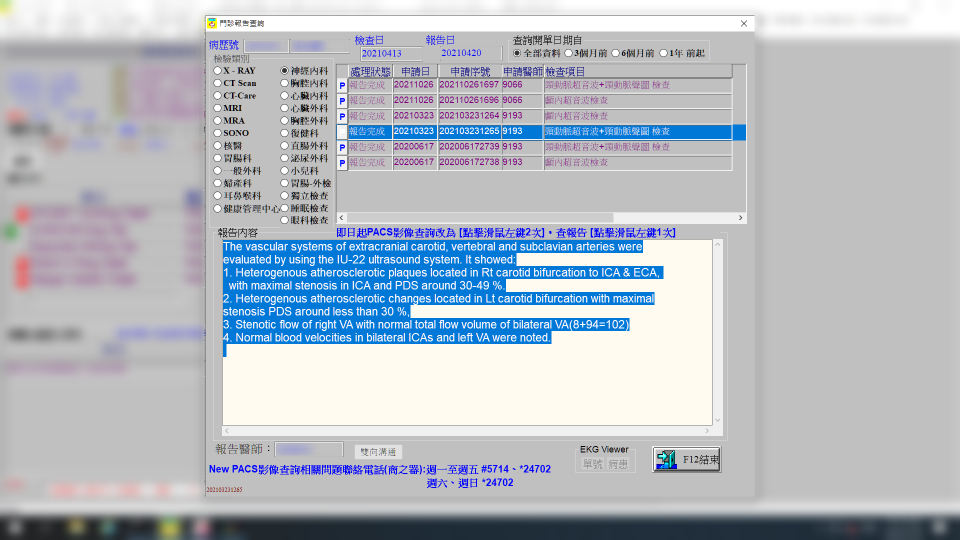 門診報告查詢
病歷號
檢查日
20210413
報告日
20210420
查詢開單日期自
全部資料 3個月前 6個月前 1年 前起
檢驗類別
X - RAY 神經內科
CT Scan 胸腔內科
CT-Care 心臟內科
MRI 心臟外科
MRA 胸腔外科
SONO 復健科
核醫 直腸外科
胃腸科 泌尿外科
一般外科 小兒科
婦產科 胃腸-外檢
耳鼻喉科 獨立檢查
健康管理中心 睡眠檢查
眼科檢查
處理狀態 申請日 申請序號 申請醫師 檢查項目
P 報告完成 20211026 202110261697 9066 頸動脈超音波+頸動脈聲圖 檢查
P 報告完成 20211026 202110261696 9066 顱內超音波檢查
P 報告完成 20210323 202103231264 9193 顱內超音波檢查
報告完成 20210323 202103231265 9193 頸動脈超音波+頸動脈聲圖 檢查
P 報告完成 20200617 202006172739 9193 頸動脈超音波+頸動脈聲圖 檢查
P 報告完成 20200617 202006172738 9193 顱內超音波檢查
報告內容
即日起PACS影像查詢改為 [點擊滑鼠左鍵2次]，查報告 [點擊滑鼠左鍵1次]
The vascular systems of extracranial carotid, vertebral and subclavian arteries were
evaluated by using the IU-22 ultrasound system. It showed:
1. Heterogenous atherosclerotic plaques located in Rt carotid bifurcation to ICA & ECA,
with maximal stenosis in ICA and PDS around 30-49 %.
2. Heterogenous atherosclerotic changes located in Lt carotid bifurcation with maximal
stenosis PDS around less than 30 %,
3. Stenotic flow of right VA with normal total flow volume of bilateral VA(8+94=102)
4. Normal blood velocities in bilateral ICAs and left VA were noted.
報告醫師：
雙向溝通
EKG Viewer
單號 病患
F12結束
New PACS影像查詢相關問題聯絡電話(商之器):週一至週五 #5714、*24702
週六、週日 *24702
202103231265